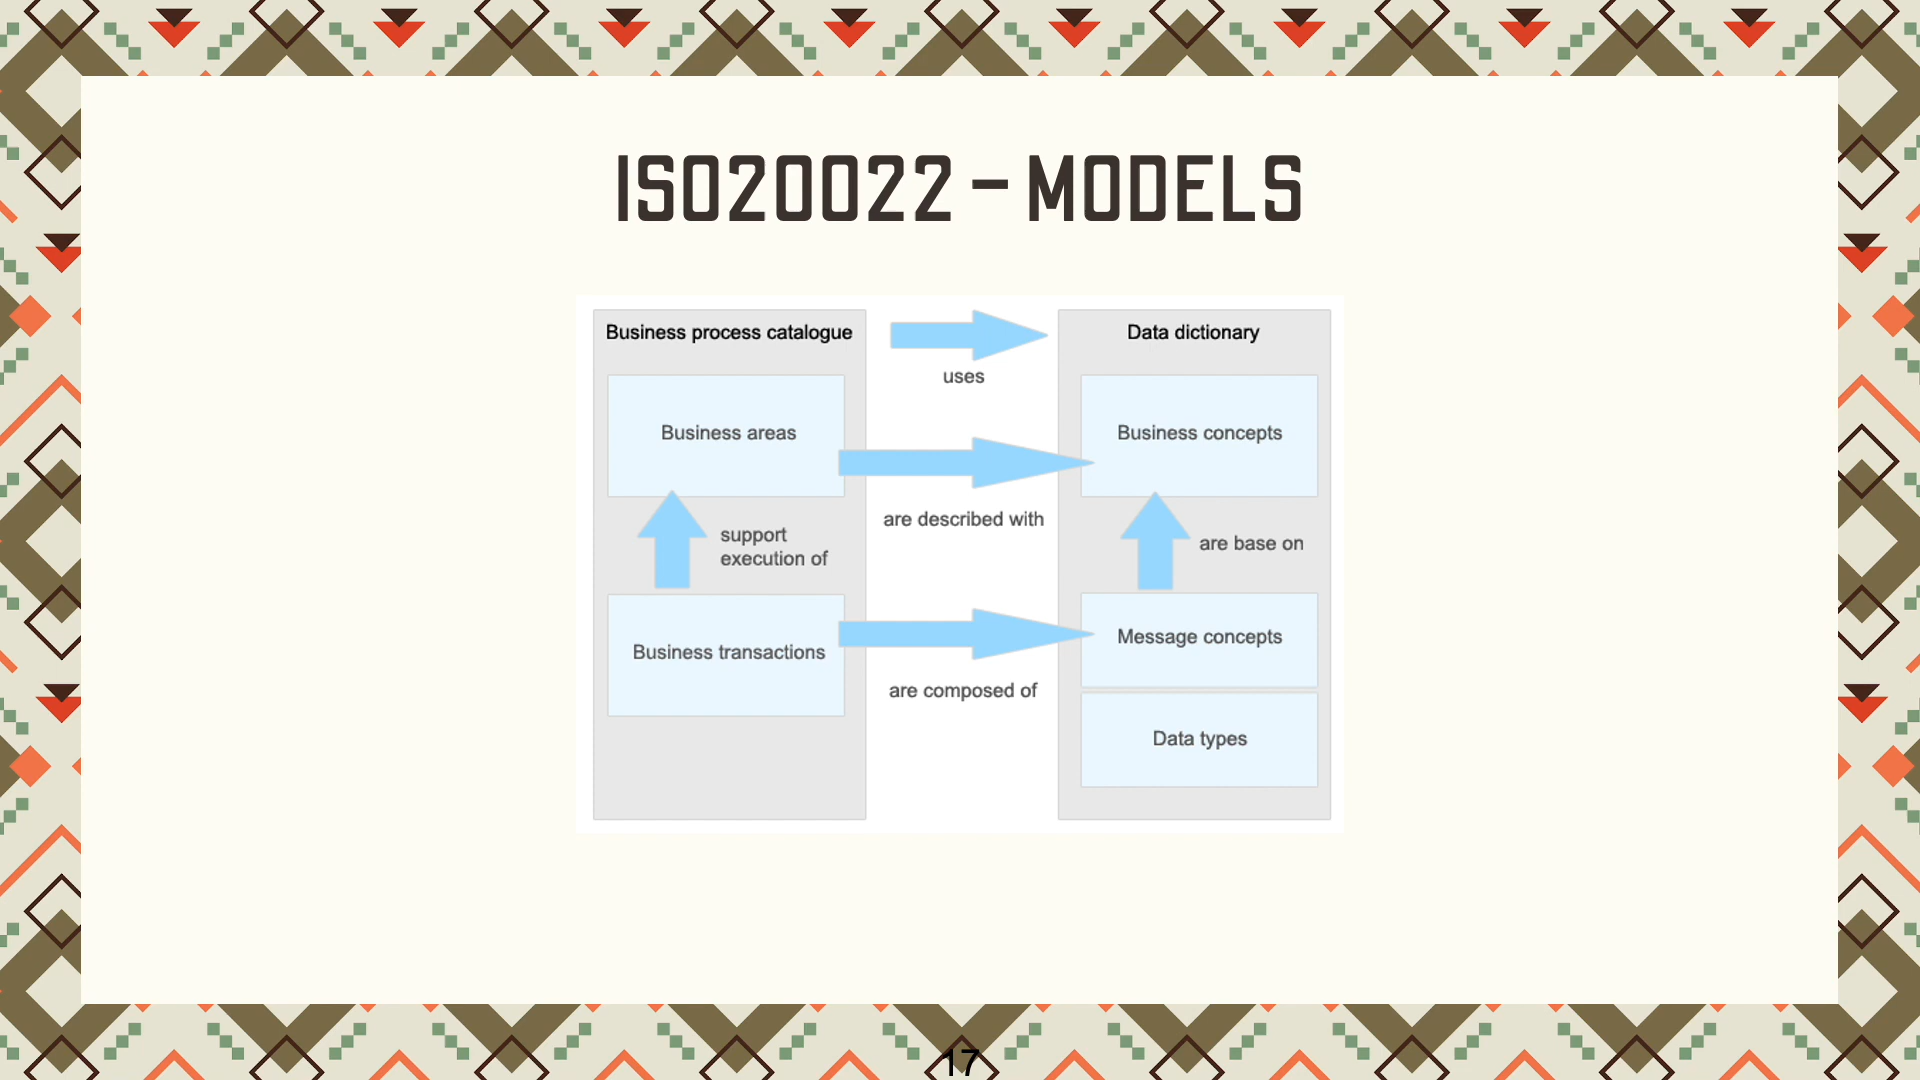 ISO20022 – MODELS
Business process catalogue
uses
Data dictionary
Business areas
are described with
Business concepts
support
execution of
are base on
Business transactions
are composed of
Message concepts
Data types
17